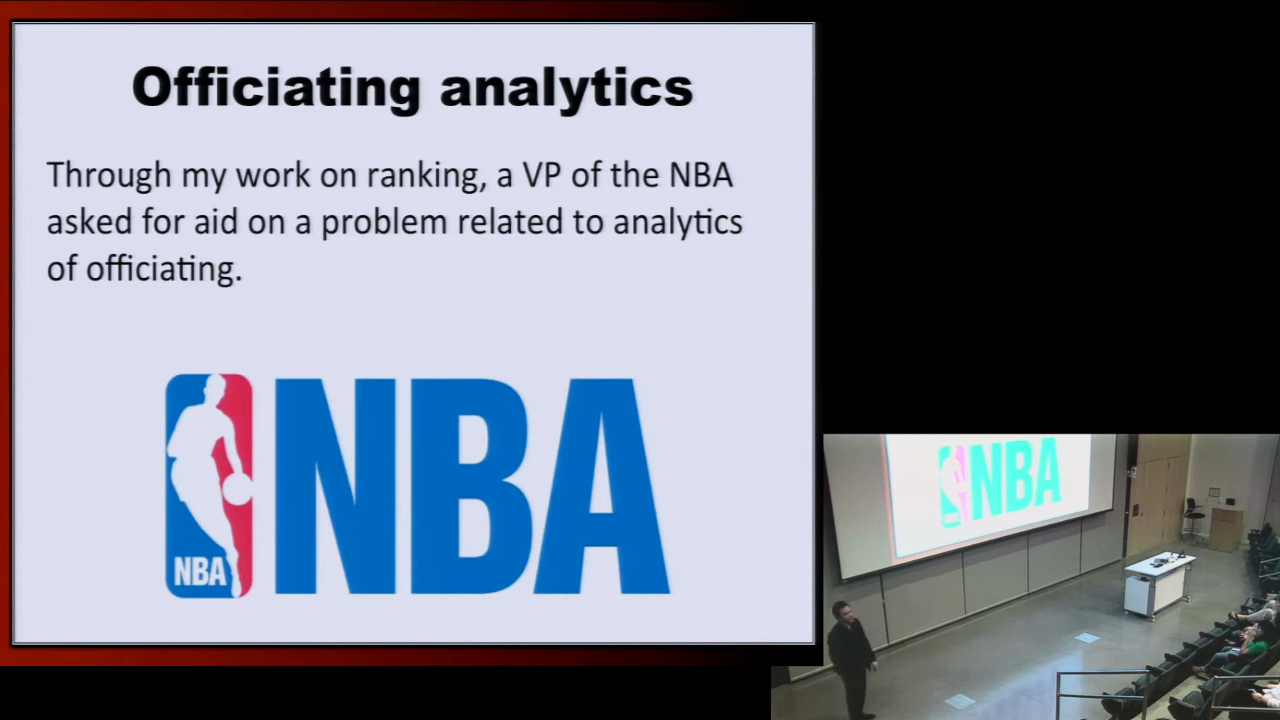 Officiating analytics
Through my work on ranking, a VP of the NBA
asked for aid on a problem related to analytics
of officiating.
NBA
NBA
NBA